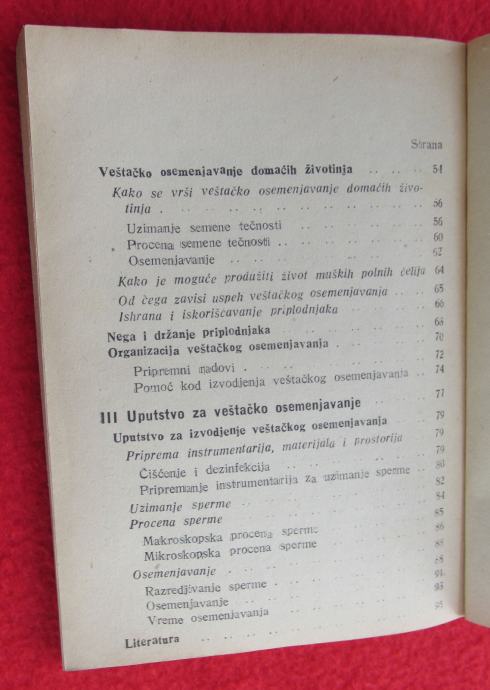 Strana
Veštačko osemenjavanje domaćih životinja . . . . . . 54
Kako se vrši veštačko osemenjavanje domaćih živo-
tinja . . . . . . . . . . . . . . 56
Uzimanje semene tečnosti . . . . . . 56
Procena semene tečnosti . . . . . . . 60
Osemenjavanje . . . . . . . . . 62
Kako je moguće produžiti život muških polnih ćelija 64
Od čega zavisi uspeh veštačkog osemenjavanja . . . . 65
Ishrana i iskorišćavanje priplodnjaka . . . . . 66
Nega i držanje priplodnjaka . . . . . . . 68
Organizacija veštačkog osemenjavanja . . . . . 70
Pripremni radovi . . . . . . . . 72
Pomoć kod izvodjenja veštačkog osemenjavanja . . . 74
III Uputstvo za veštačko osemenjavanje . . . . . 77
Uputstvo za izvodjenje veštačkog osemenjavanja . . 79
Priprema instrumentarija, materijala i prostorija 79
Čišćenje i dezinfekcija . . . . . . 79
Pripremanje instrumentarija za uzimanje sperme . . 80
Uzimanje sperme . . . . . . . . 82
Procena sperme . . . . . . . . 84
Makroskopska procena sperme . . . . 85
Mikroskopska procena sperme . . . . 86
Osemenjavanje . . . . . . . . 88
Razredjivanje sperme . . . . . . 88
Osemenjavanje . . . . . . . . 91
Vreme osemenjavanja . . . . . . 93
Literatura . . . . . . . . . . 95